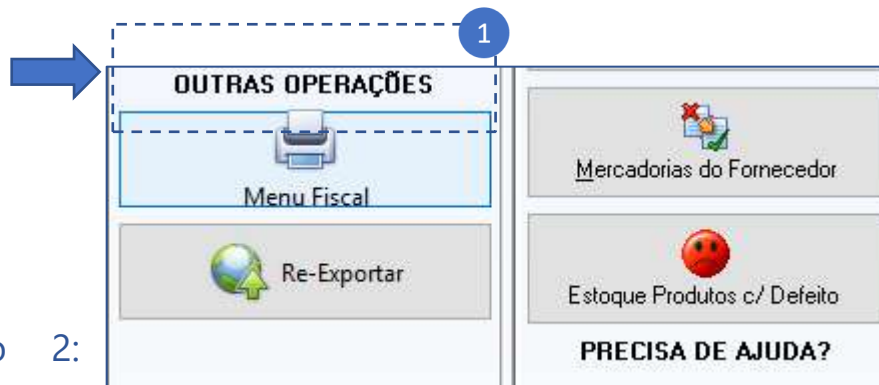 1
OUTRAS OPERAÇÕES
Menu Fiscal
Re-Exportar
Mercadorias do Fornecedor
Estoque Produtos c/ Defeito
PRECISA DE AJUDA?
2: